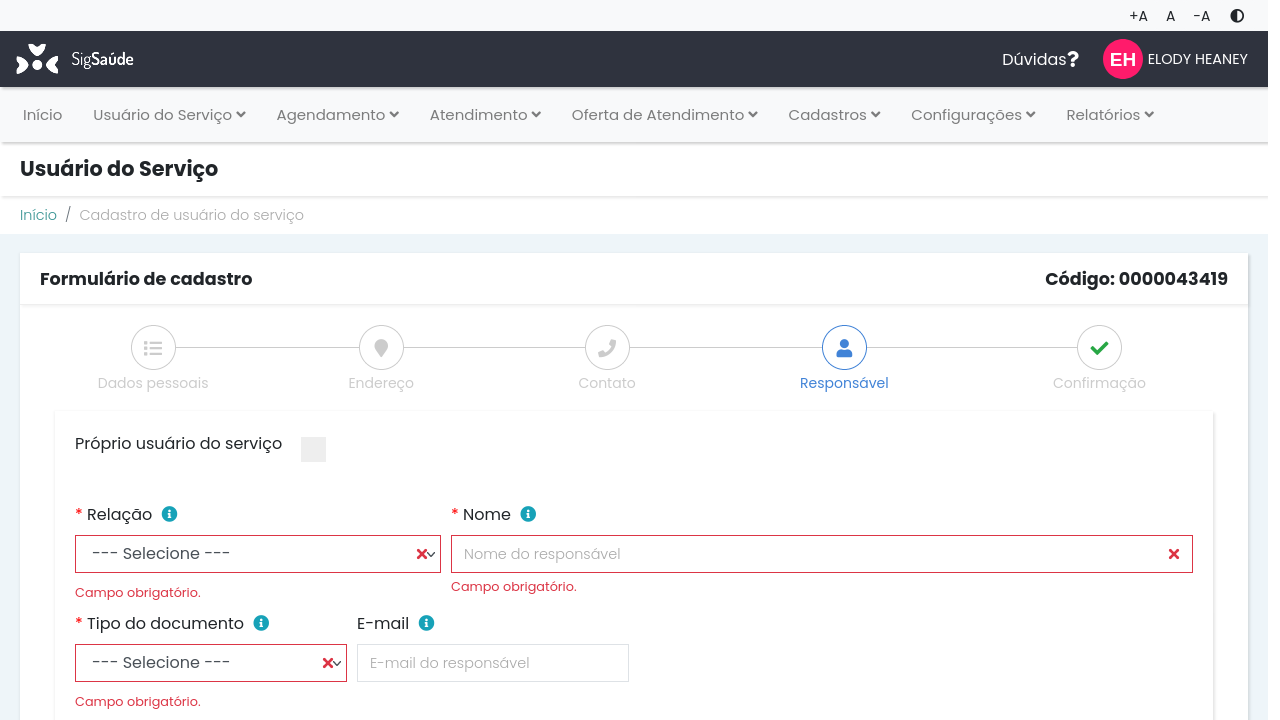 +A A -A
SigSaúde Dúvidas? EH ELODY HEANEY
Início Usuário do Serviço Agendamento Atendimento Oferta de Atendimento Cadastros Configurações Relatórios
Usuário do Serviço
Início / Cadastro de usuário do serviço
Formulário de cadastro Código: 0000043419
Dados pessoais Endereço Contato Responsável Confirmação
Próprio usuário do serviço
* Relação * Nome
--- Selecione --- Nome do responsável
Campo obrigatório. Campo obrigatório.
* Tipo do documento E-mail
--- Selecione --- E-mail do responsável
Campo obrigatório.